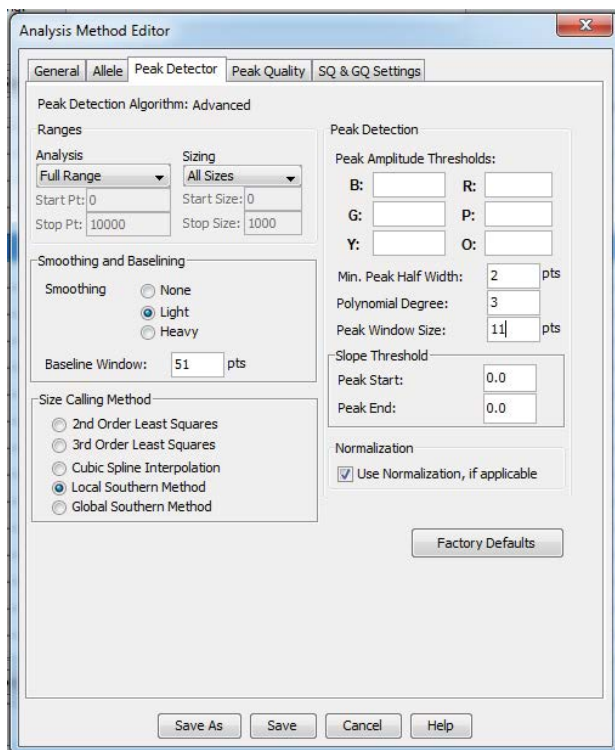 Analysis Method Editor
General Allele Peak Detector Peak Quality SQ & GQ Settings
Peak Detection Algorithm: Advanced
Ranges
Analysis Sizing
Full Range All Sizes
Start Pt: 0 Start Size: 0
Stop Pt: 10000 Stop Size: 1000
Smoothing and Baselining
Smoothing None
Light
Heavy
Baseline Window: 51 pts
Size Calling Method
2nd Order Least Squares
3rd Order Least Squares
Cubic Spline Interpolation
Local Southern Method
Global Southern Method
Peak Detection
Peak Amplitude Thresholds:
B: R:
G: P:
Y: O:
Min. Peak Half Width: 2 pts
Polynomial Degree: 3
Peak Window Size: 11 pts
Slope Threshold
Peak Start: 0.0
Peak End: 0.0
Normalization
Use Normalization, if applicable
Factory Defaults
Save As Save Cancel Help